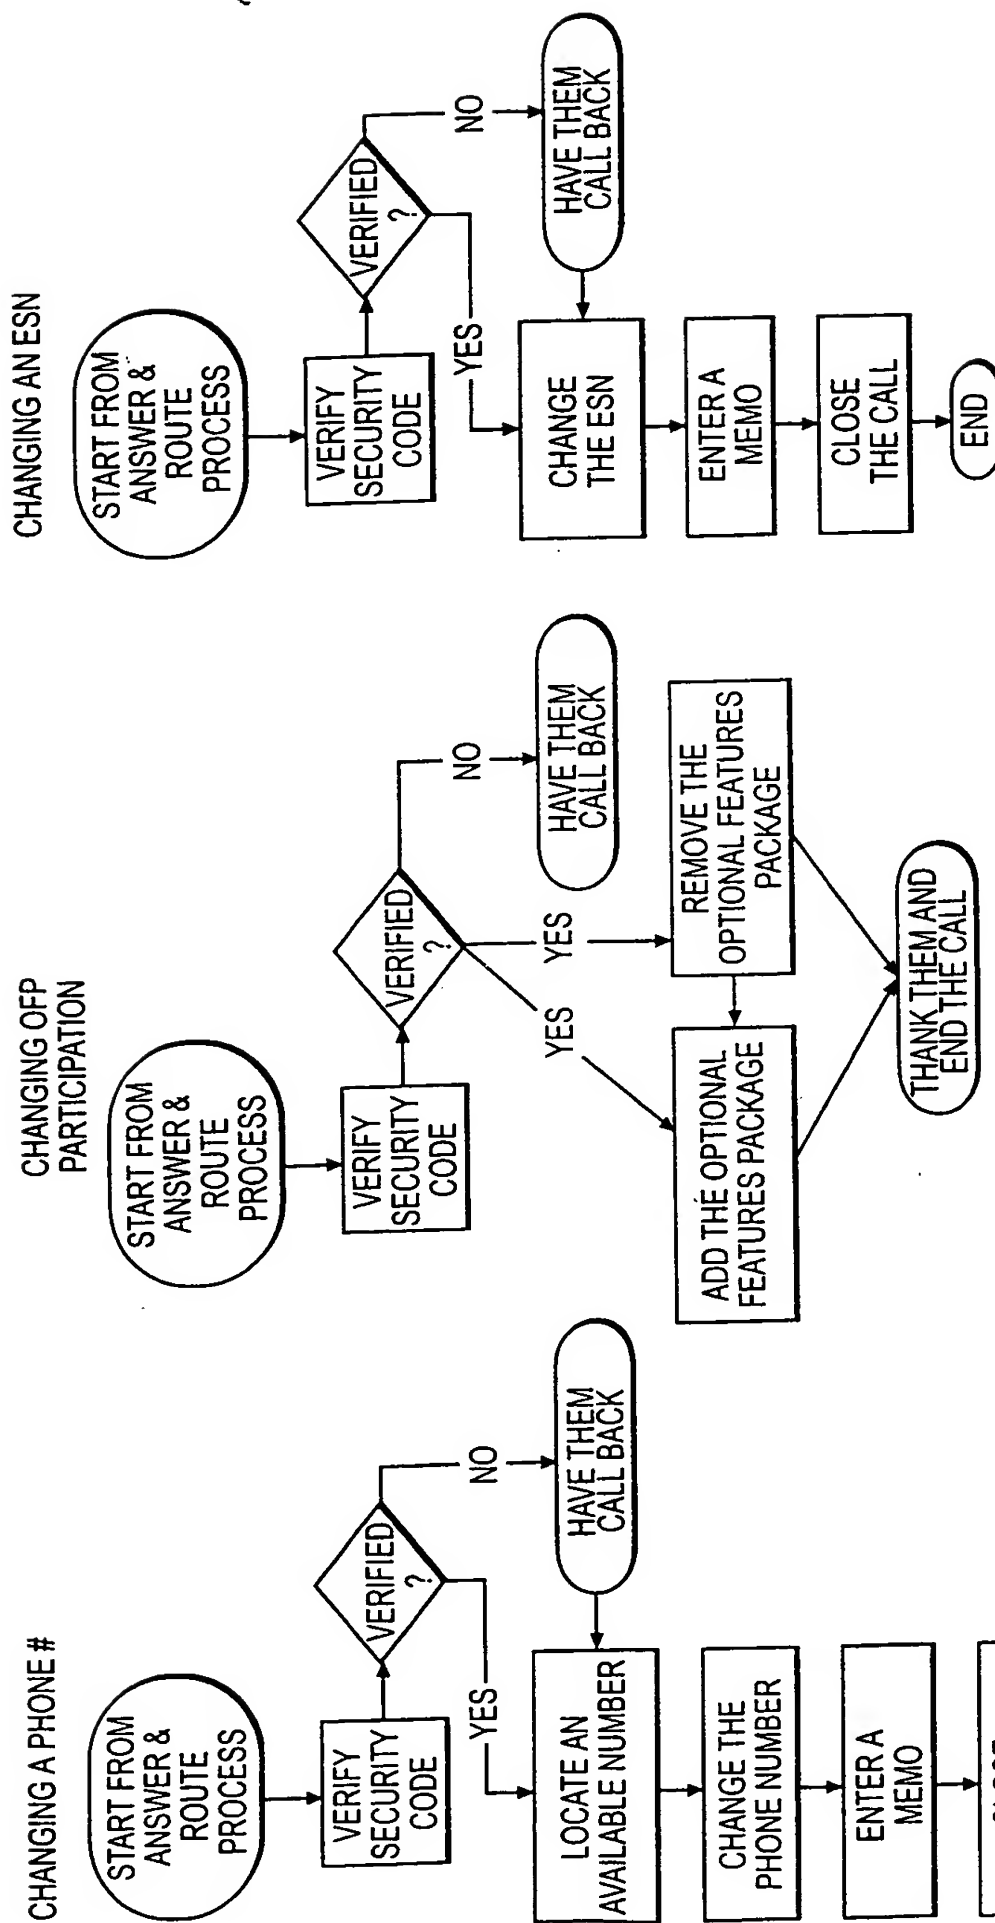 CHANGING A PHONE #
START FROM
ANSWER &
ROUTE
PROCESS
VERIFY
SECURITY
CODE
VERIFIED
?
NO
YES
HAVE THEM
CALL BACK
LOCATE AN
AVAILABLE NUMBER
CHANGE THE
PHONE NUMBER
ENTER A
MEMO
CHANGING OFP
PARTICIPATION
START FROM
ANSWER &
ROUTE
PROCESS
VERIFY
SECURITY
CODE
VERIFIED
?
NO
YES
YES
HAVE THEM
CALL BACK
ADD THE OPTIONAL
FEATURES PACKAGE
REMOVE THE
OPTIONAL FEATURES
PACKAGE
THANK THEM AND
END THE CALL
CHANGING AN ESN
START FROM
ANSWER &
ROUTE
PROCESS
VERIFY
SECURITY
CODE
VERIFIED
?
NO
YES
HAVE THEM
CALL BACK
CHANGE
THE ESN
ENTER A
MEMO
CLOSE
THE CALL
END